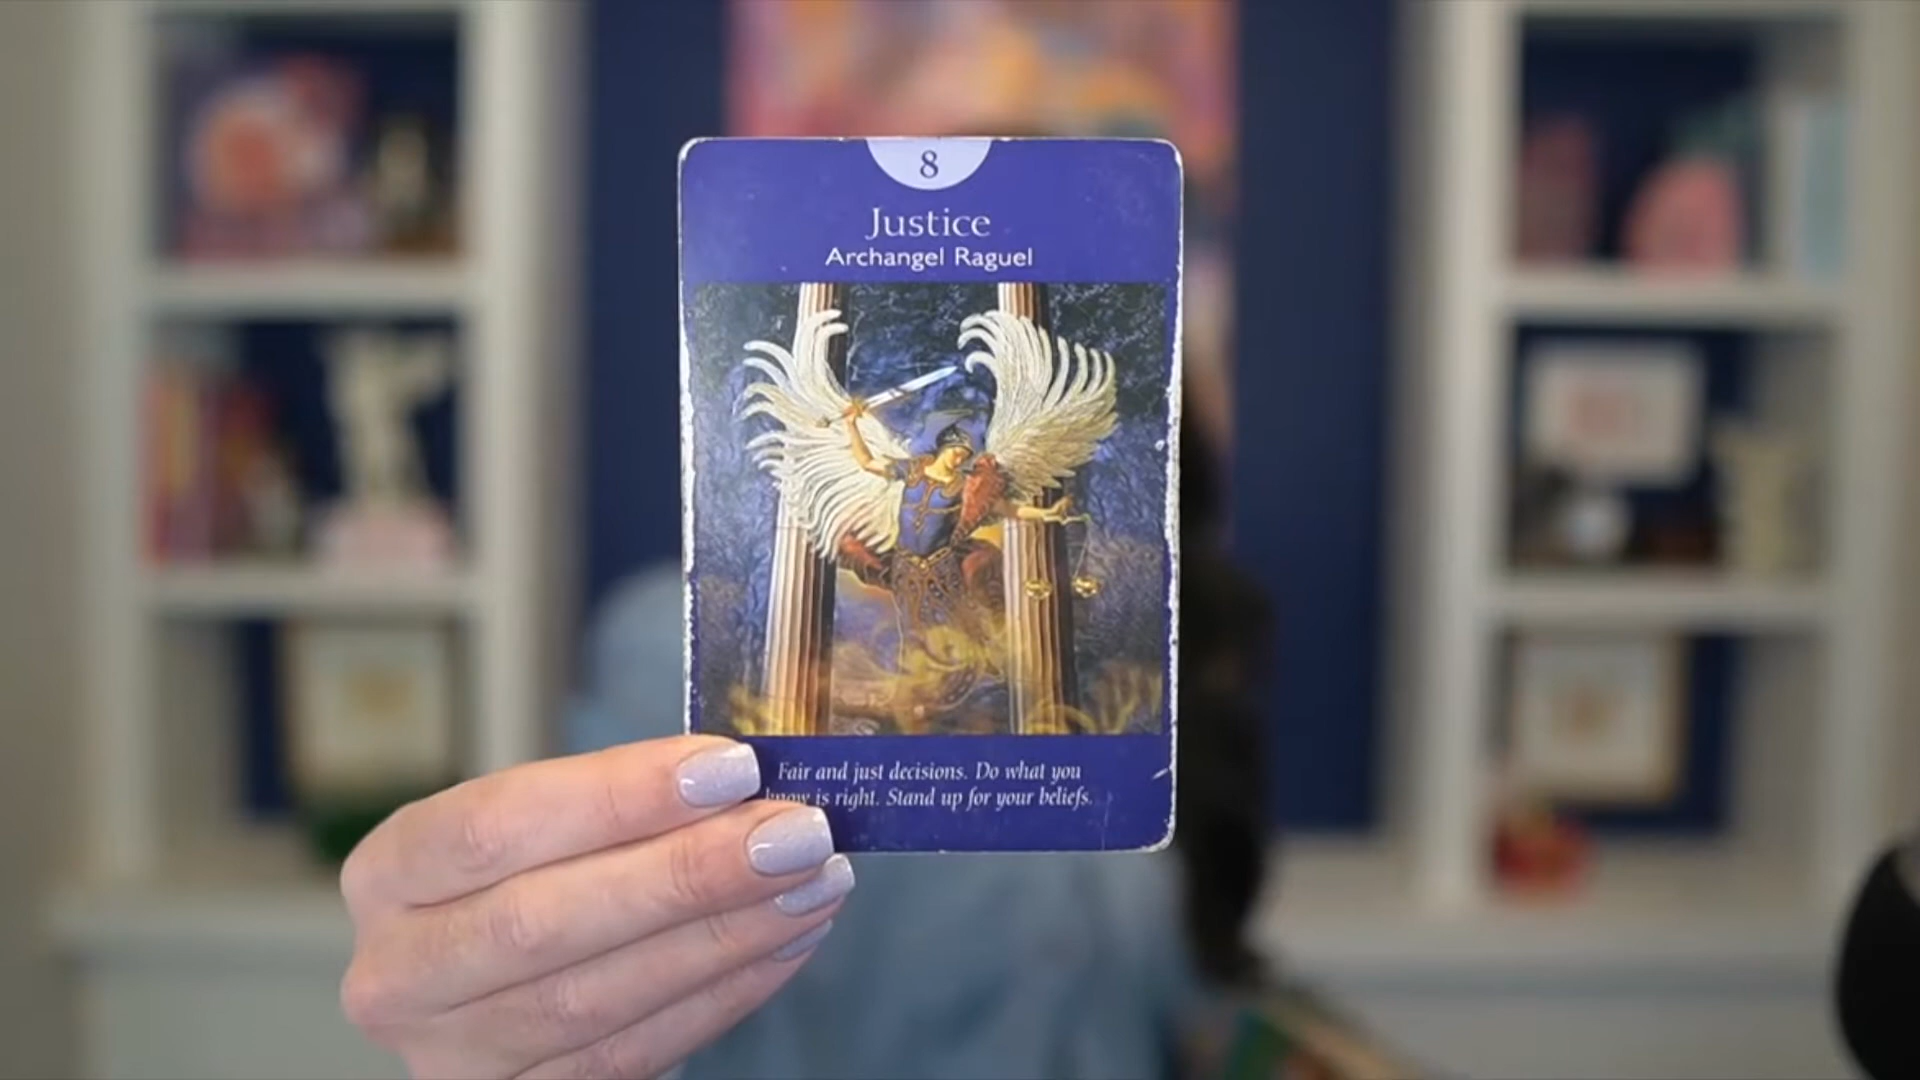 8
Justice
Archangel Raguel
Fair and just decisions. Do what you
know is right. Stand up for your beliefs.